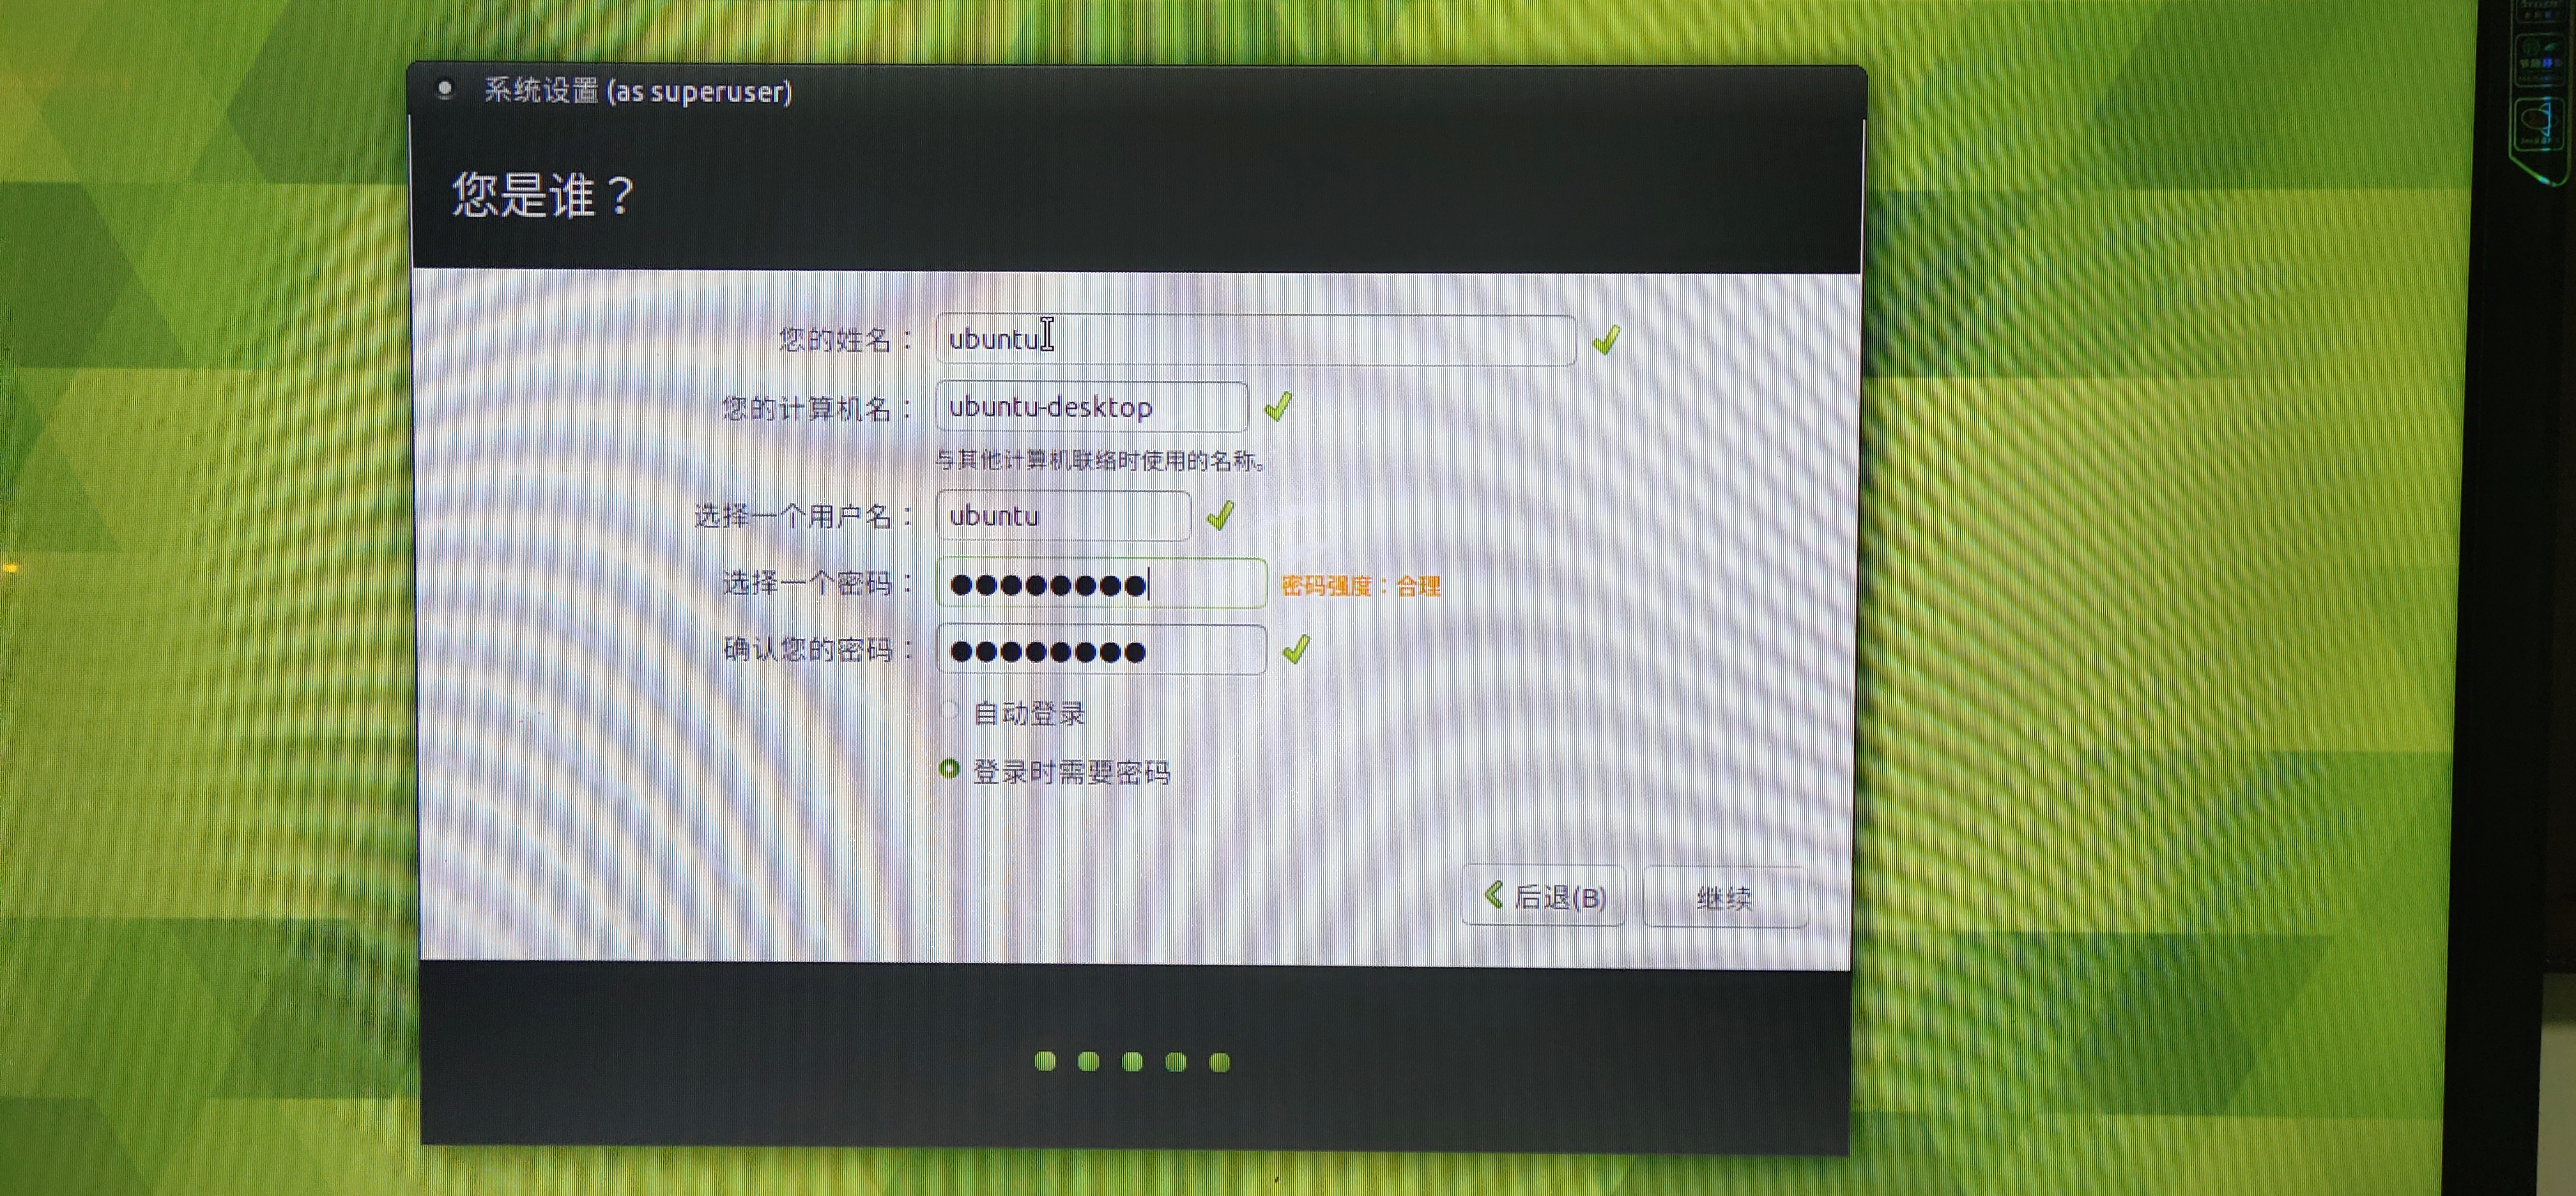 系统设置 (as superuser)
您是谁？
您的姓名： ubuntu
您的计算机名： ubuntu-desktop
与其他计算机联络时使用的名称。
选择一个用户名： ubuntu
选择一个密码： ●●●●●●●● 密码强度：合理
确认您的密码： ●●●●●●●●
自动登录
登录时需要密码
后退(B) 继续